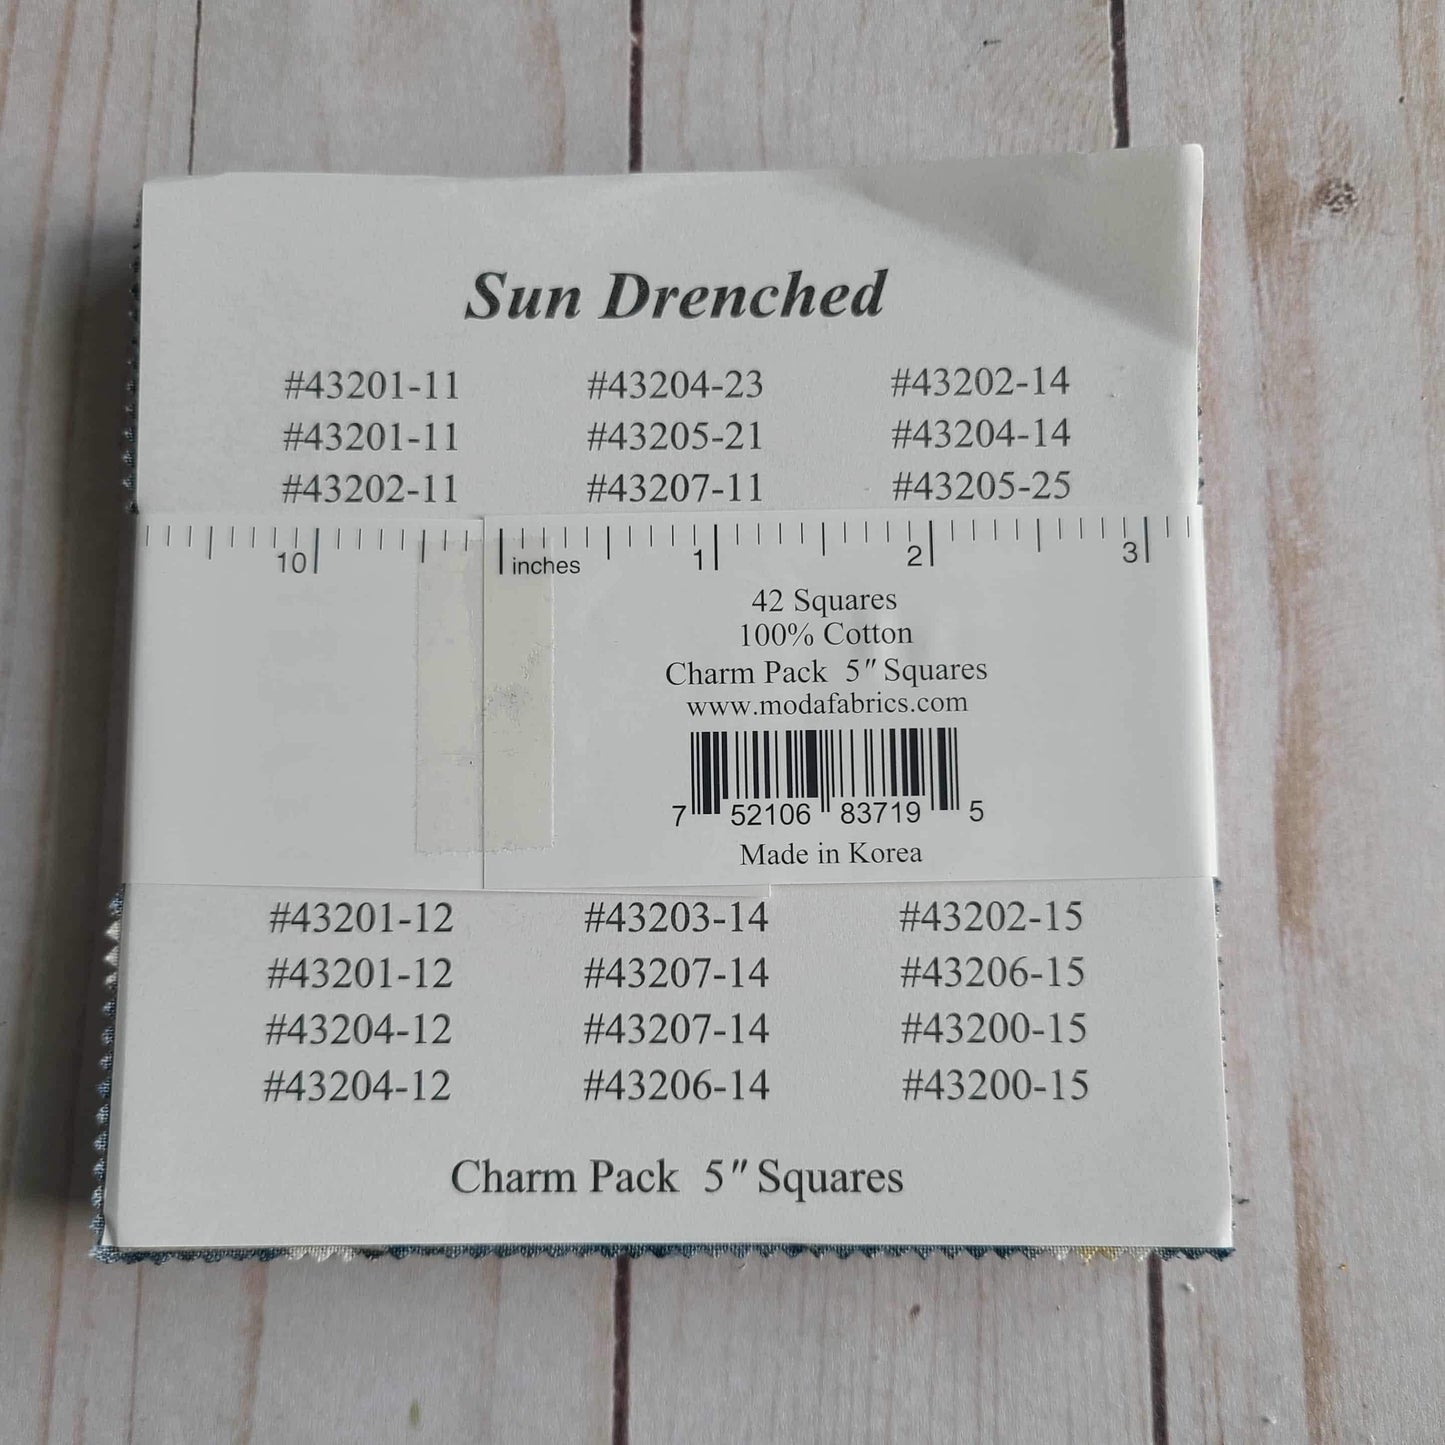 Sun Drenched
#43201-11 #43204-23 #43202-14
#43201-11 #43205-21 #43204-14
#43202-11 #43207-11 #43205-25
10 inches 1 2 3
42 Squares
100% Cotton
Charm Pack 5" Squares
www.modafabrics.com
7 52106 83719 5
Made in Korea
#43201-12 #43203-14 #43202-15
#43201-12 #43207-14 #43206-15
#43204-12 #43207-14 #43200-15
#43204-12 #43206-14 #43200-15
Charm Pack 5" Squares